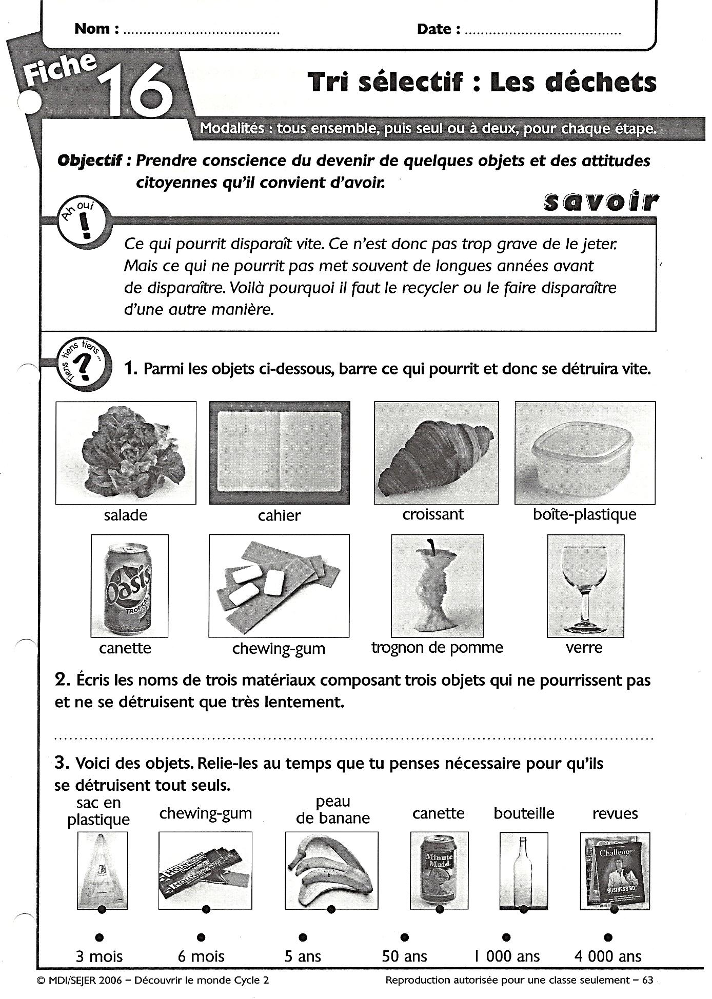 Nom : ......................................
Date : ......................................
Fiche 16
Tri sélectif : Les déchets
Modalités : tous ensemble, puis seul ou à deux, pour chaque étape.
Objectif : Prendre conscience du devenir de quelques objets et des attitudes
citoyennes qu'il convient d'avoir.
savoir
Ah oui
!
Ce qui pourrit disparaît vite. Ce n'est donc pas trop grave de le jeter.
Mais ce qui ne pourrit pas met souvent de longues années avant
de disparaître. Voilà pourquoi il faut le recycler ou le faire disparaître
d'une autre manière.
Tiens tiens tiens...
?
1. Parmi les objets ci-dessous, barre ce qui pourrit et donc se détruira vite.
salade
cahier
croissant
boîte-plastique
Oasis
TROPICAL
canette
chewing-gum
trognon de pomme
verre
2. Écris les noms de trois matériaux composant trois objets qui ne pourrissent pas
et ne se détruisent que très lentement.
3. Voici des objets. Relie-les au temps que tu penses nécessaire pour qu'ils
se détruisent tout seuls.
sac en
plastique
chewing-gum
peau
de banane
canette
bouteille
revues
HOLLYWOOD
HOLLYWOOD
Minute
Maid
Challenge
BUSINESS BD
3 mois
6 mois
5 ans
50 ans
1 000 ans
4 000 ans
© MDI/SEJER 2006 – Découvrir le monde Cycle 2
Reproduction autorisée pour une classe seulement – 63